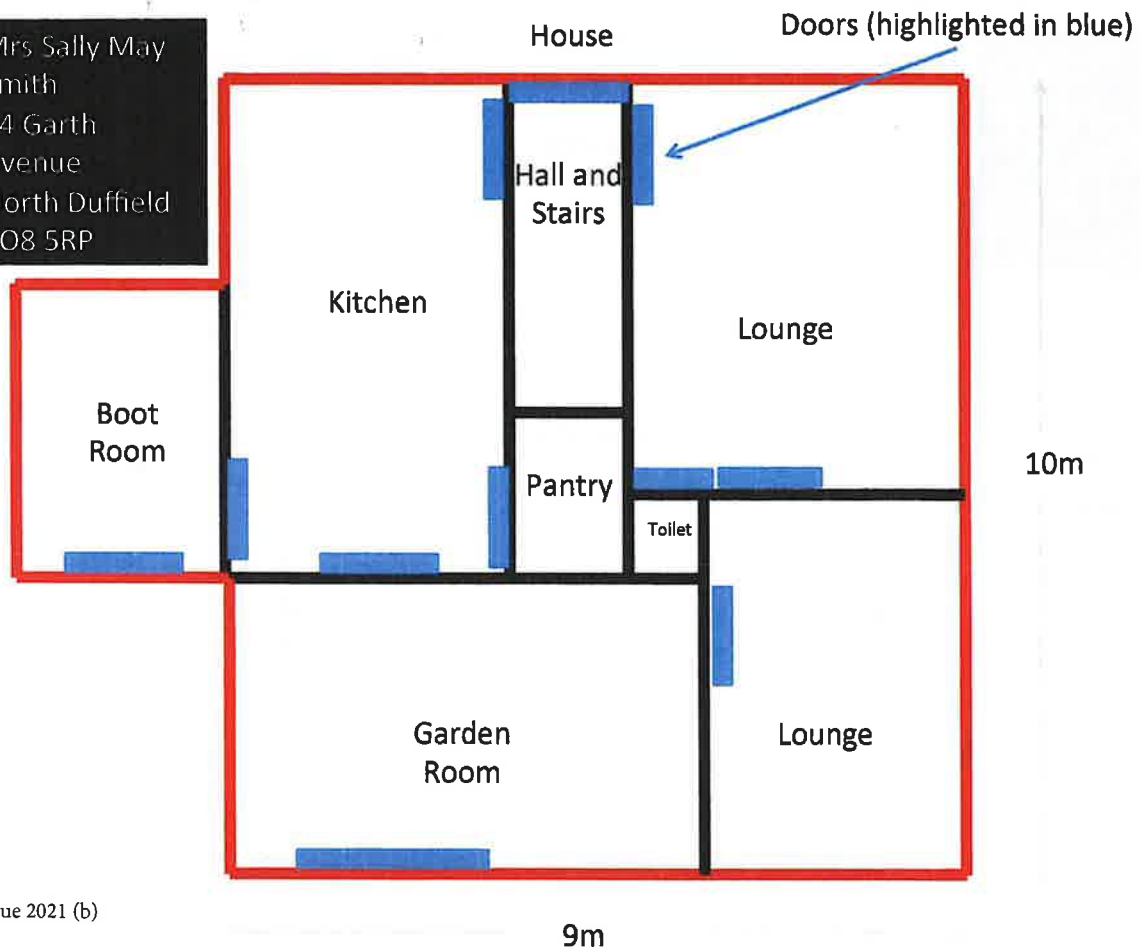 House
Doors (highlighted in blue)
Mrs Sally May
mith
4 Garth
venue
orth Duffield
O8 5RP
Hall and
Stairs
Kitchen
Lounge
Boot
Room
Pantry
10m
Toilet
Garden
Room
Lounge
ue 2021 (b)
9m